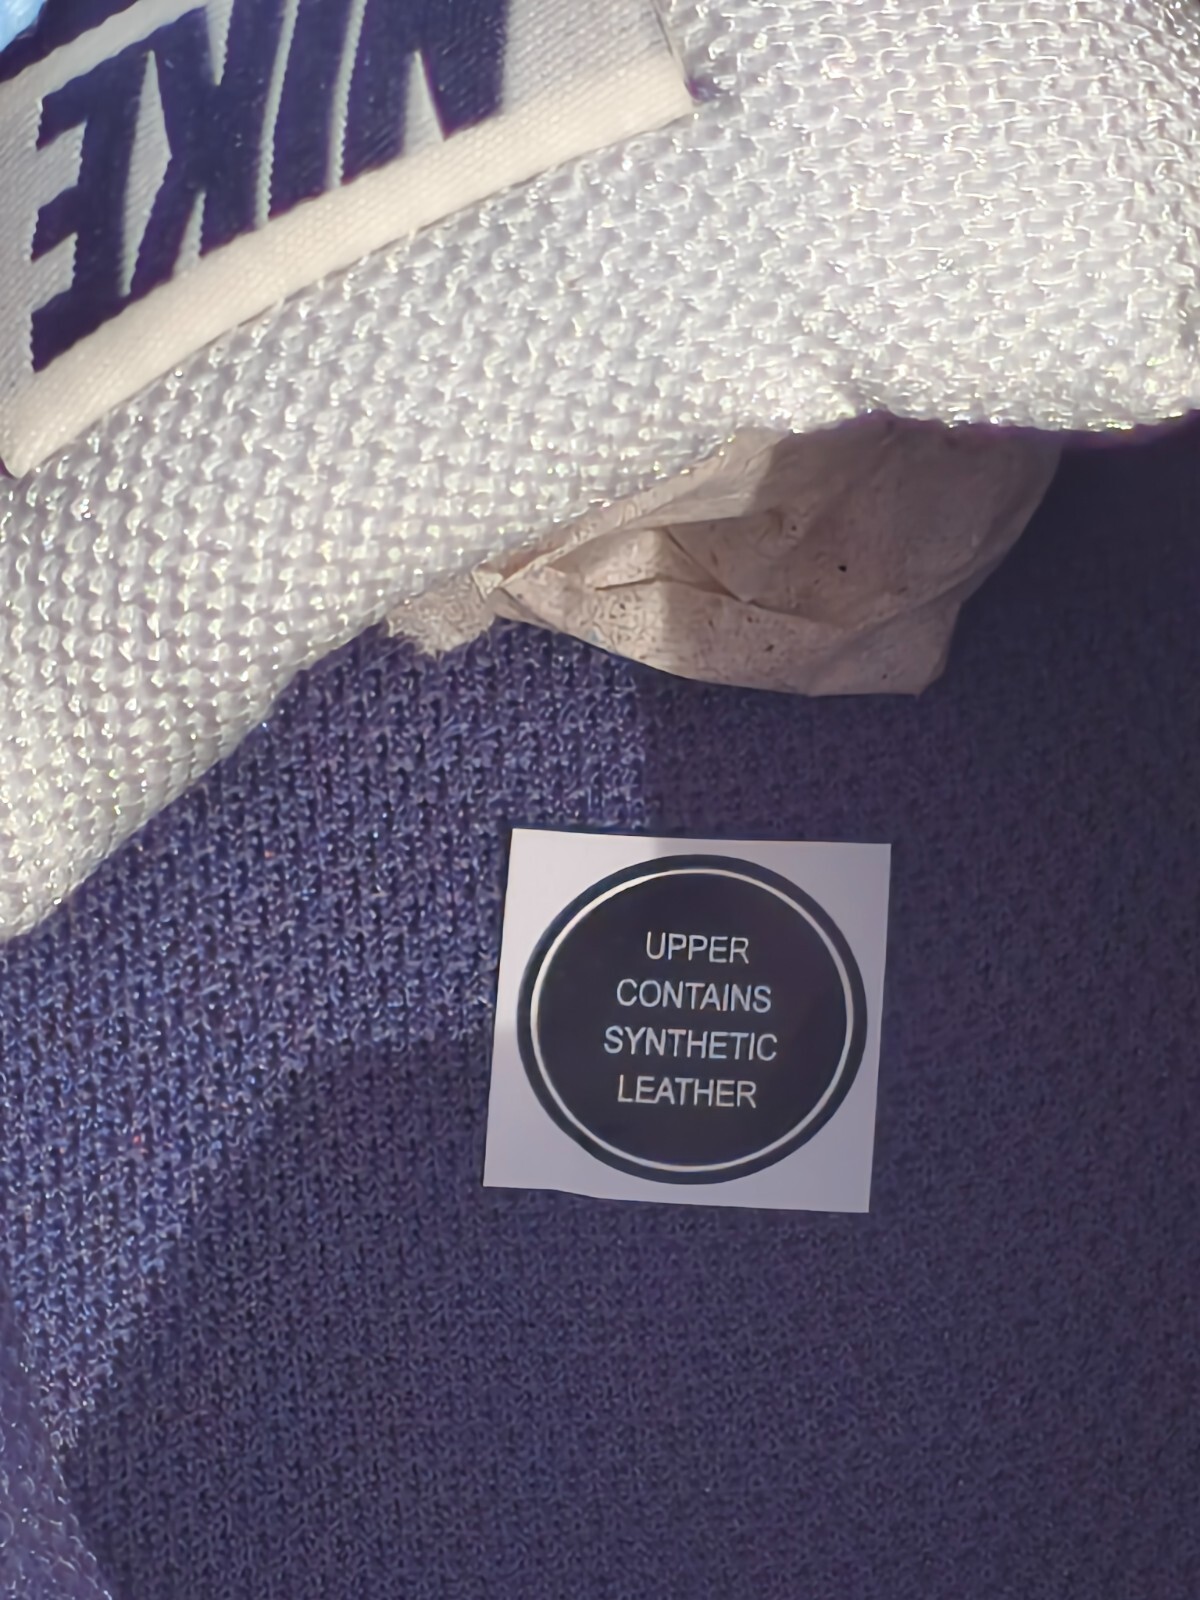 NIKE
UPPER
CONTAINS
SYNTHETIC
LEATHER